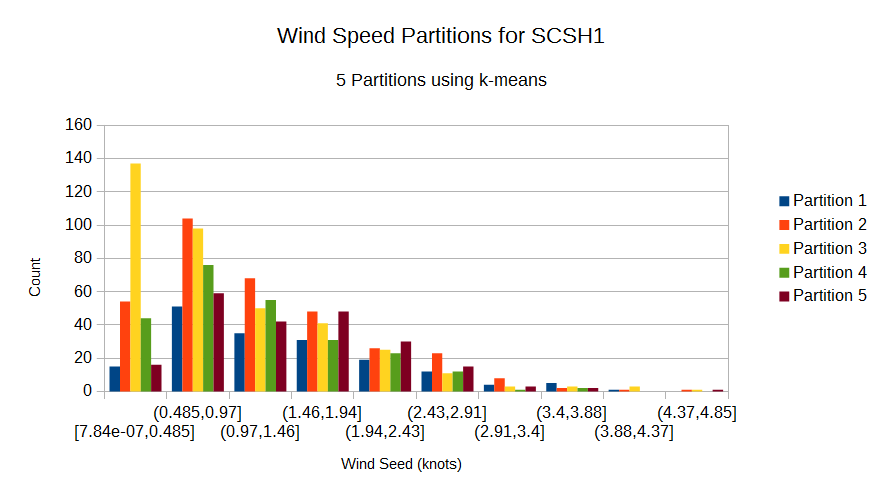 Wind Speed Partitions for SCSH1
5 Partitions using k-means
160
140
120
100
80
60
40
20
0
Count
Partition 1
Partition 2
Partition 3
Partition 4
Partition 5
(0.485,0.97] (1.46,1.94] (2.43,2.91] (3.4,3.88] (4.37,4.85]
[7.84e-07,0.485] (0.97,1.46] (1.94,2.43] (2.91,3.4] (3.88,4.37]
Wind Seed (knots)